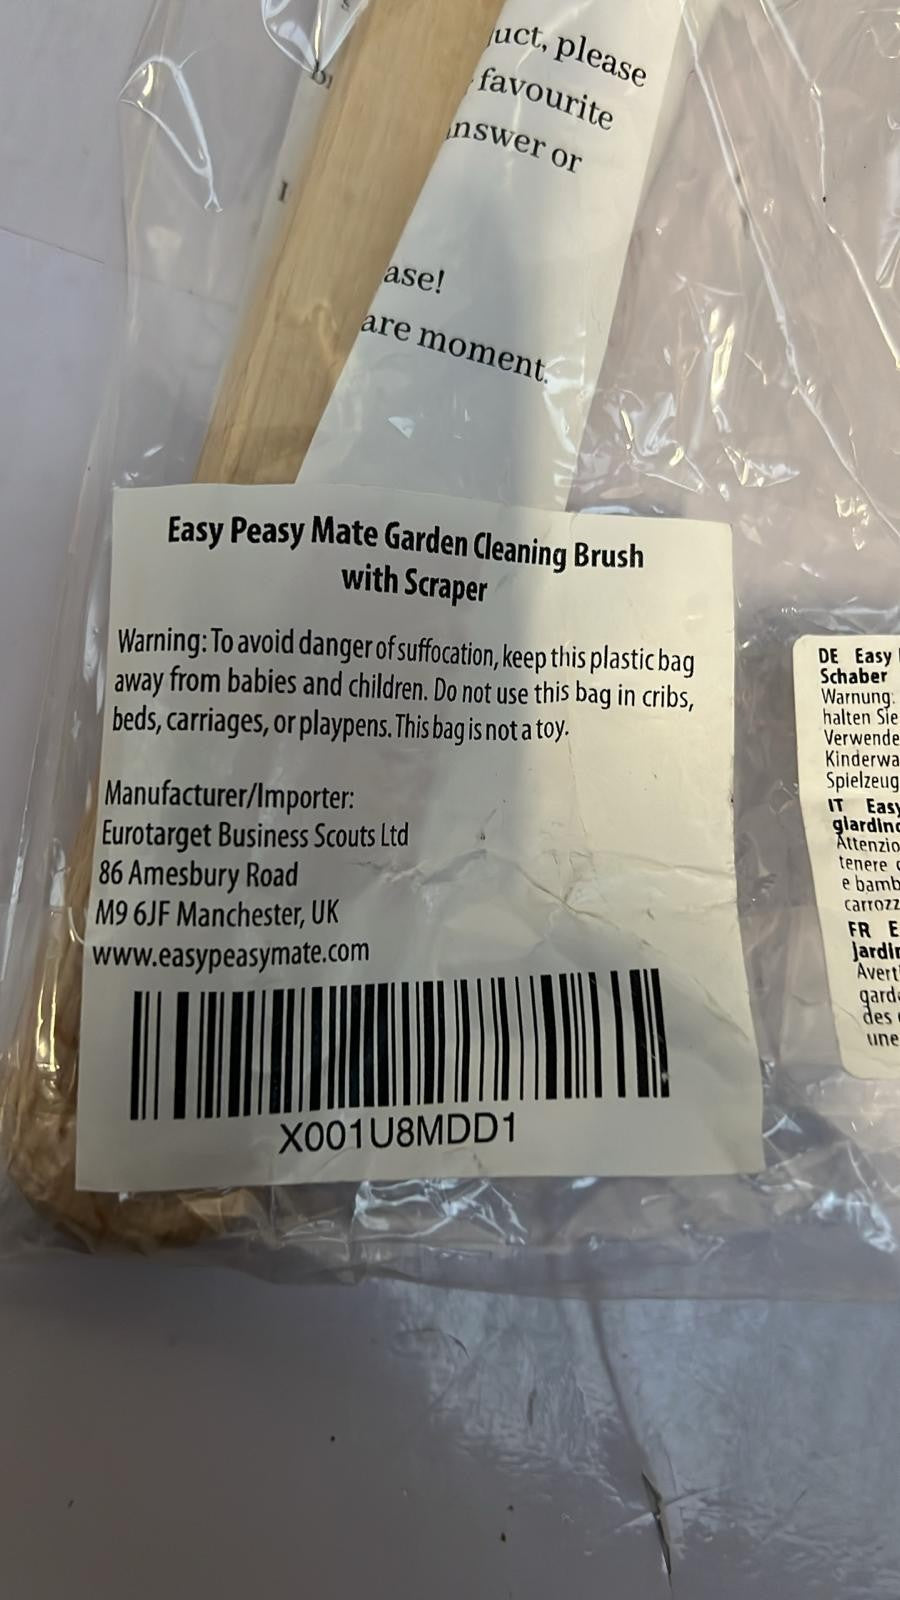 please
favourite
or
moment.
Easy Peasy Mate Garden Cleaning Brush
with Scraper
Warning: To avoid danger of suffocation, keep this plastic bag
away from babies and children. Do not use this bag in cribs,
beds, carriages, or playpens. This bag is not a toy.
Manufacturer/Importer:
Eurotarget Business Scouts Ltd
86 Amesbury Road
M9 6JF Manchester, UK
www.easypeasymate.com
X001U8MDD1
DE Easy
Schaber
Warnung:
halten Sie
Verwende
Kinderwa
Spielzeug
IT Easy
giardino
Attenzio
tenere
e bamb
carrozz
FR E
jardin
Avert
garde
des
une